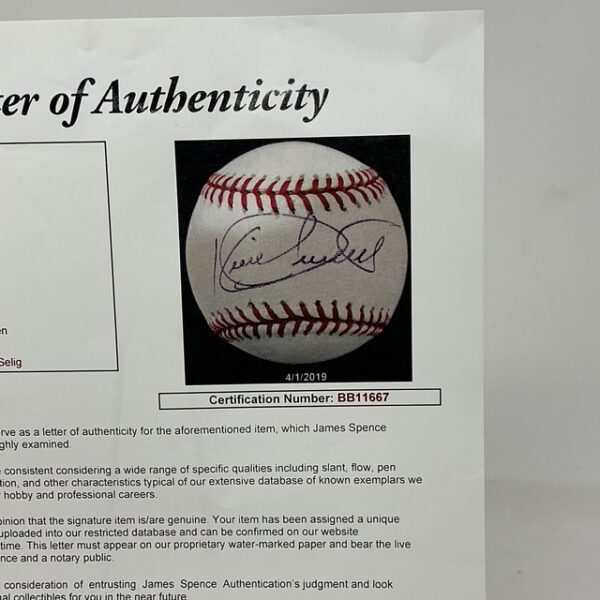 ter of Authenticity
en
Selig
4/1/2019
Certification Number: BB11667
erve as a letter of authenticity for the aforementioned item, which James Spence
ghly examined.
e consistent considering a wide range of specific qualities including slant, flow, pen
tion, and other characteristics typical of our extensive database of known exemplars we
hobby and professional careers.
pinion that the signature item is/are genuine. Your item has been assigned a unique
uploaded into our restricted database and can be confirmed on our website
time. This letter must appear on our proprietary water-marked paper and bear the live
ence and a notary public.
consideration of entrusting James Spence Authentication's judgment and look
nal collectibles for you in the near future.